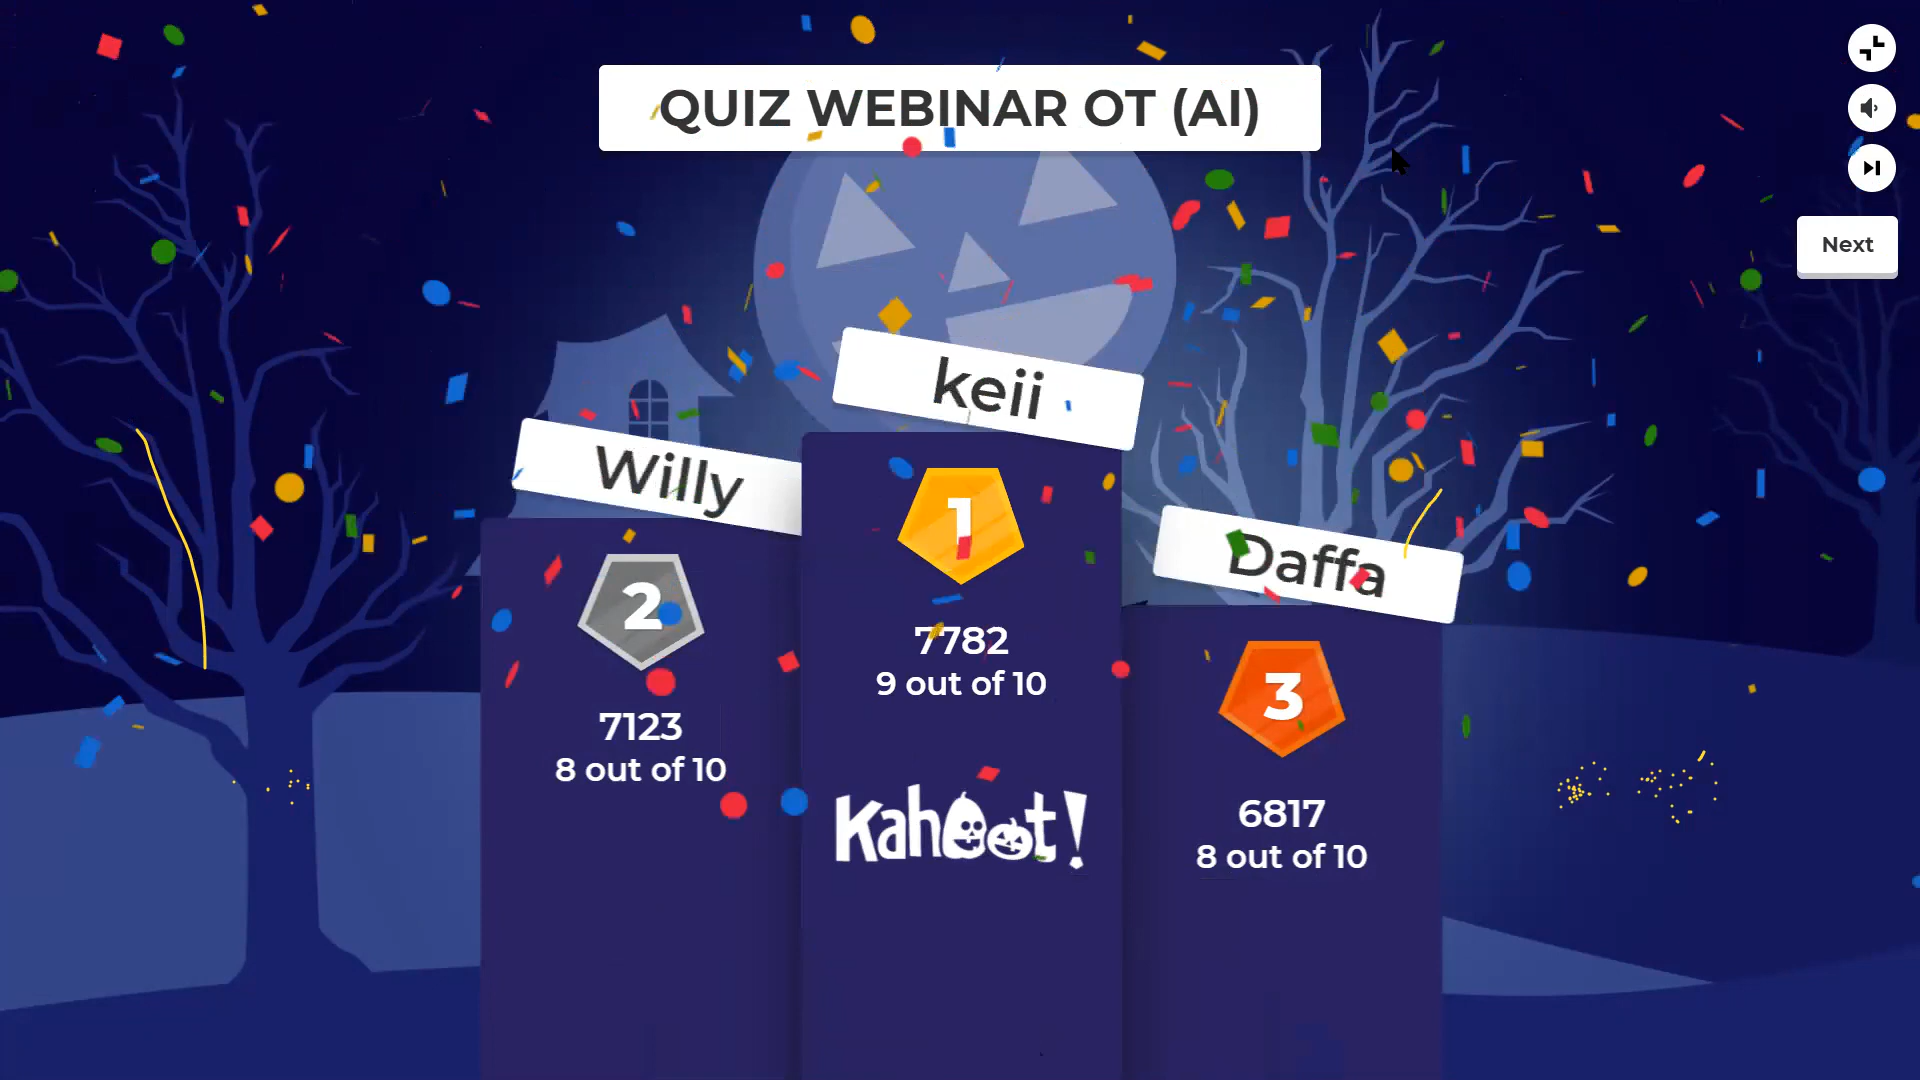 QUIZ WEBINAR OT (AI)
Next
keii
Willy
Daffa
1
7782
9 out of 10
2
7123
8 out of 10
3
6817
8 out of 10
Kahoot!